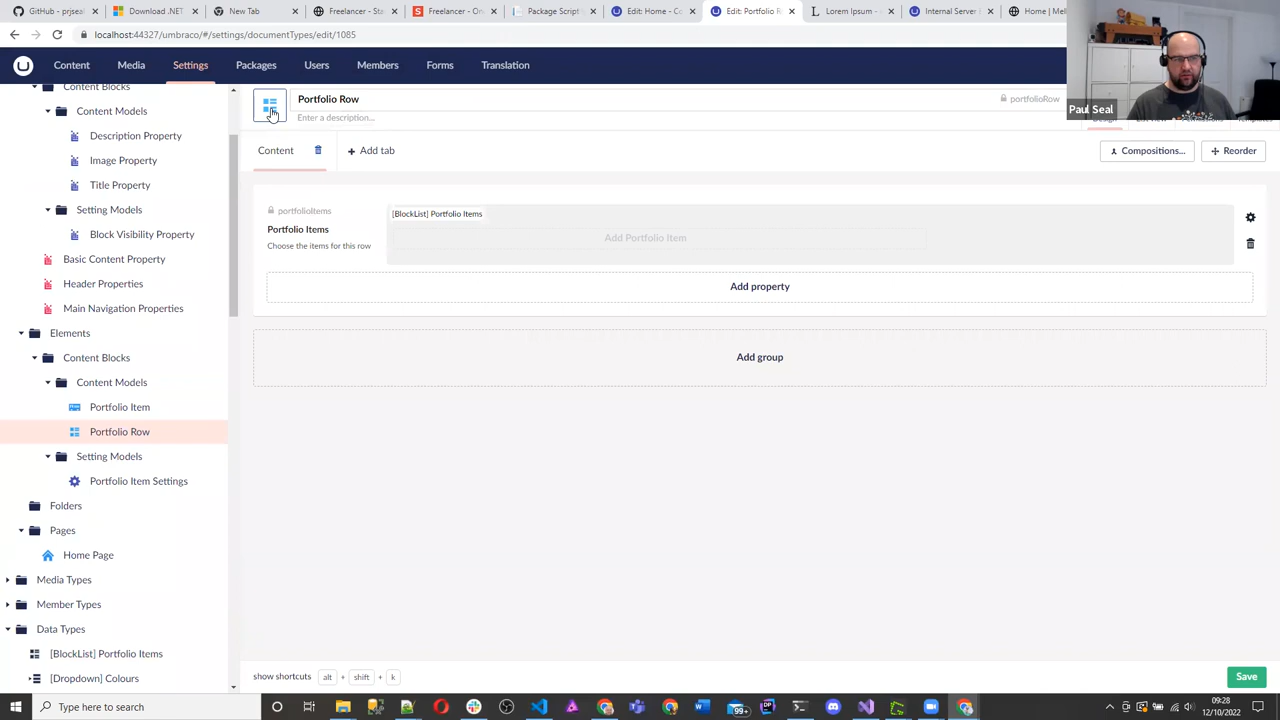 GitHub - prjseal/
Download .NET
New Tab
Freelancer - Sta
Freelancer - One
Package Script
Edit: Home - Co
Edit: Portfolio R
Lorem Ipsum -
Internal Server
Home | Me
localhost:44327/umbraco/#/settings/documentTypes/edit/1085
Content
Media
Settings
Packages
Users
Members
Forms
Translation
Paul Seal
Content Blocks
Content Models
Description Property
Image Property
Title Property
Setting Models
Block Visibility Property
Basic Content Property
Header Properties
Main Navigation Properties
Elements
Content Blocks
Content Models
Portfolio Item
Portfolio Row
Setting Models
Portfolio Item Settings
Folders
Pages
Home Page
Media Types
Member Types
Data Types
[BlockList] Portfolio Items
[Dropdown] Colours
Portfolio Row
portfolioRow
Enter a description...
Content
Add tab
Compositions...
Reorder
portfolioItems
Portfolio Items
Choose the items for this row
[BlockList] Portfolio Items
Add Portfolio Item
Add property
Add group
show shortcuts alt + shift + k
Save
Type here to search
99+
09:28
12/10/2022